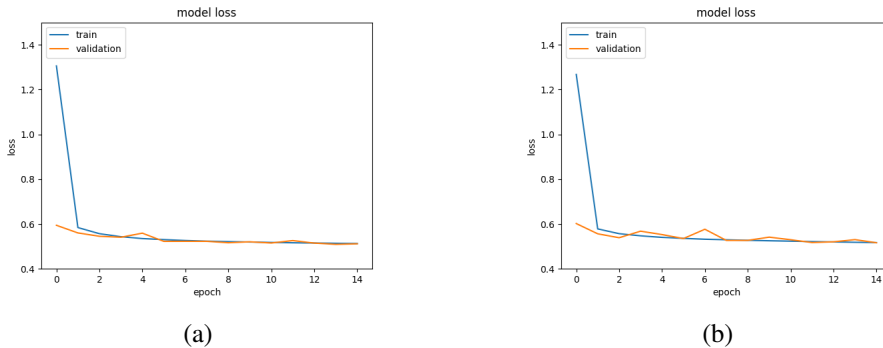 model loss
train
validation
1.4
1.2
1.0
0.8
0.6
0.4
loss
0 2 4 6 8 10 12 14
epoch
(a)
model loss
train
validation
1.4
1.2
1.0
0.8
0.6
0.4
loss
0 2 4 6 8 10 12 14
epoch
(b)